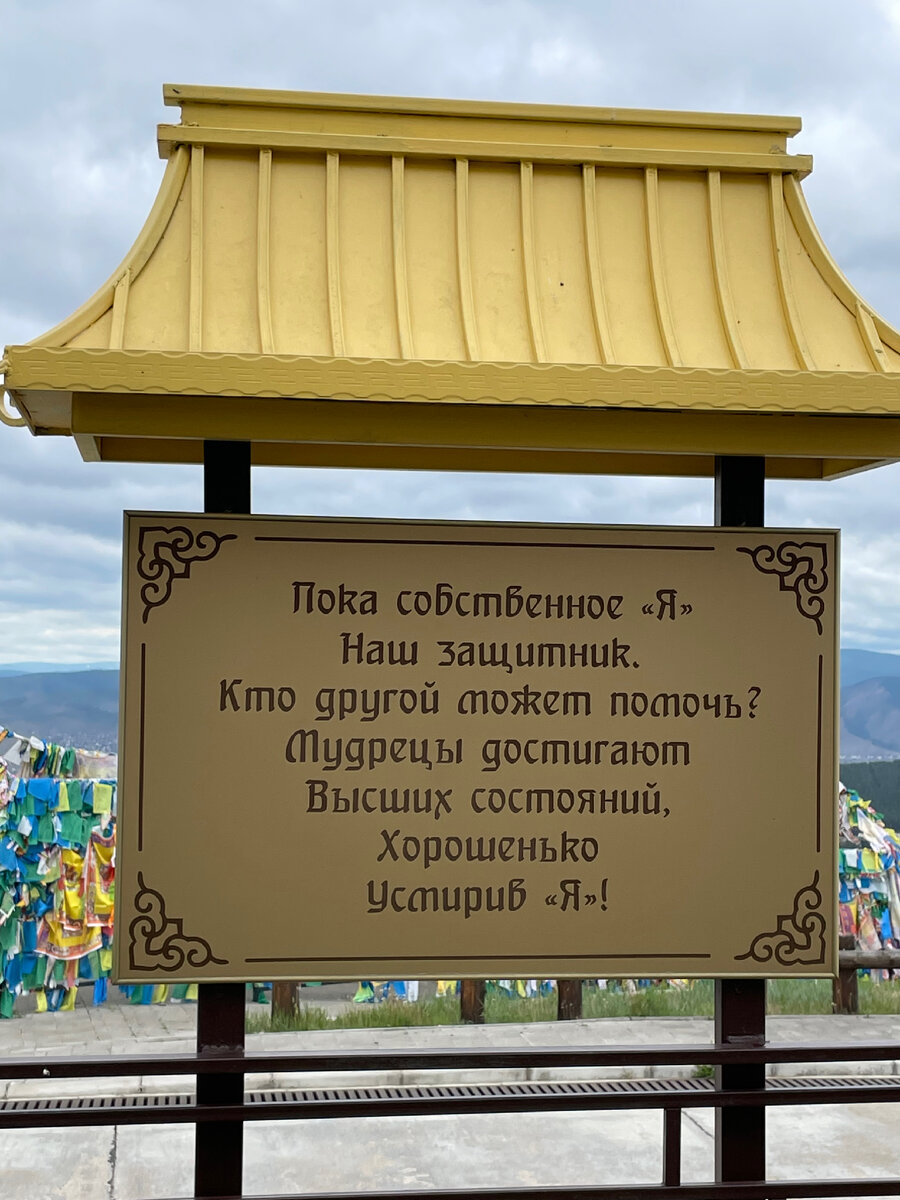 Пока собственное «Я»
Наш защитник.
Кто другой может помочь?
Мудрецы достигают
Высших состояний,
Хорошенько
Усмирив «Я»!